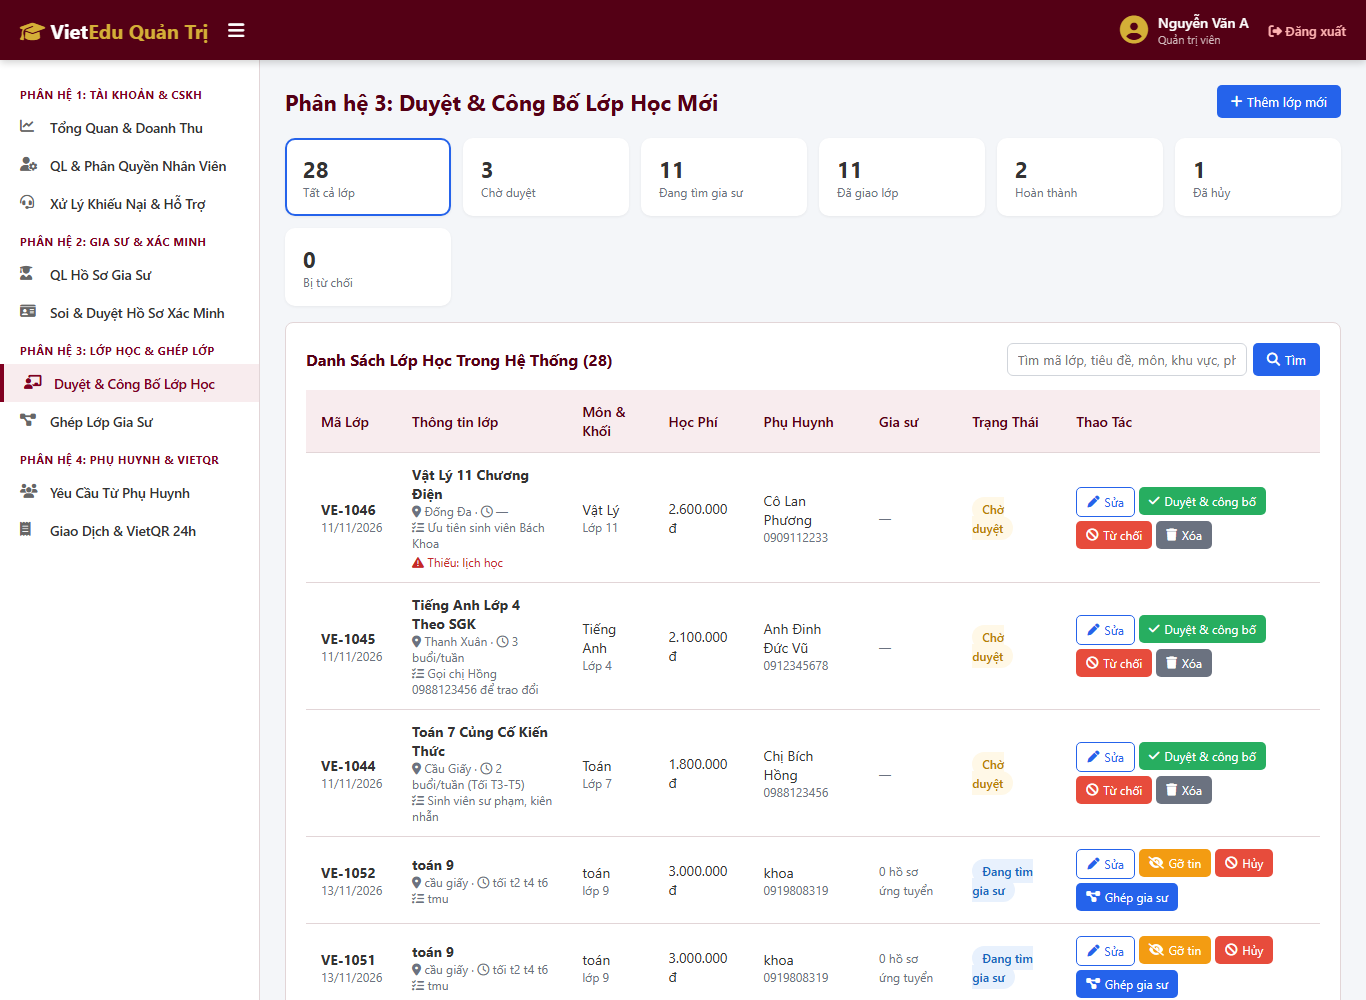 VietEdu Quản Trị
Nguyễn Văn A
Quản trị viên
Đăng xuất
PHÂN HỆ 1: TÀI KHOẢN & CSKH
Tổng Quan & Doanh Thu
QL & Phân Quyền Nhân Viên
Xử Lý Khiếu Nại & Hỗ Trợ
PHÂN HỆ 2: GIA SƯ & XÁC MINH
QL Hồ Sơ Gia Sư
Soi & Duyệt Hồ Sơ Xác Minh
PHÂN HỆ 3: LỚP HỌC & GHÉP LỚP
Duyệt & Công Bố Lớp Học
Ghép Lớp Gia Sư
PHÂN HỆ 4: PHỤ HUYNH & VIETQR
Yêu Cầu Từ Phụ Huynh
Giao Dịch & VietQR 24h
Phân hệ 3: Duyệt & Công Bố Lớp Học Mới
Thêm lớp mới
28
Tất cả lớp
3
Chờ duyệt
11
Đang tìm gia sư
11
Đã giao lớp
2
Hoàn thành
1
Đã hủy
0
Bị từ chối
Danh Sách Lớp Học Trong Hệ Thống (28)
Tìm mã lớp, tiêu đề, môn, khu vực, ph
Tìm
Mã Lớp
Thông tin lớp
Môn &
Khối
Học Phí
Phụ Huynh
Gia sư
Trạng Thái
Thao Tác
VE-1046
11/11/2026
Vật Lý 11 Chương
Điện
Đống Đa · —
Ưu tiên sinh viên Bách
Khoa
Thiếu: lịch học
Vật Lý
Lớp 11
2.600.000
đ
Cô Lan
Phương
0909112233
—
Chờ
duyệt
Sửa
Duyệt & công bố
Từ chối
Xóa
VE-1045
11/11/2026
Tiếng Anh Lớp 4
Theo SGK
Thanh Xuân · 3
buổi/tuần
Gọi chị Hồng
0988123456 để trao đổi
Tiếng
Anh
Lớp 4
2.100.000
đ
Anh Đinh
Đức Vũ
0912345678
—
Chờ
duyệt
Sửa
Duyệt & công bố
Từ chối
Xóa
VE-1044
11/11/2026
Toán 7 Củng Cố Kiến
Thức
Cầu Giấy · 2
buổi/tuần (Tối T3-T5)
Sinh viên sư phạm, kiên
nhẫn
Toán
Lớp 7
1.800.000
đ
Chị Bích
Hồng
0988123456
—
Chờ
duyệt
Sửa
Duyệt & công bố
Từ chối
Xóa
VE-1052
13/11/2026
toán 9
cầu giấy · tối t2 t4 t6
tmu
toán
lớp 9
3.000.000
đ
khoa
0919808319
0 hồ sơ
ứng tuyển
Đang tìm
gia sư
Sửa
Gỡ tin
Hủy
Ghép gia sư
VE-1051
13/11/2026
toán 9
cầu giấy · tối t2 t4 t6
tmu
toán
lớp 9
3.000.000
đ
khoa
0919808319
0 hồ sơ
ứng tuyển
Đang tìm
gia sư
Sửa
Gỡ tin
Hủy
Ghép gia sư